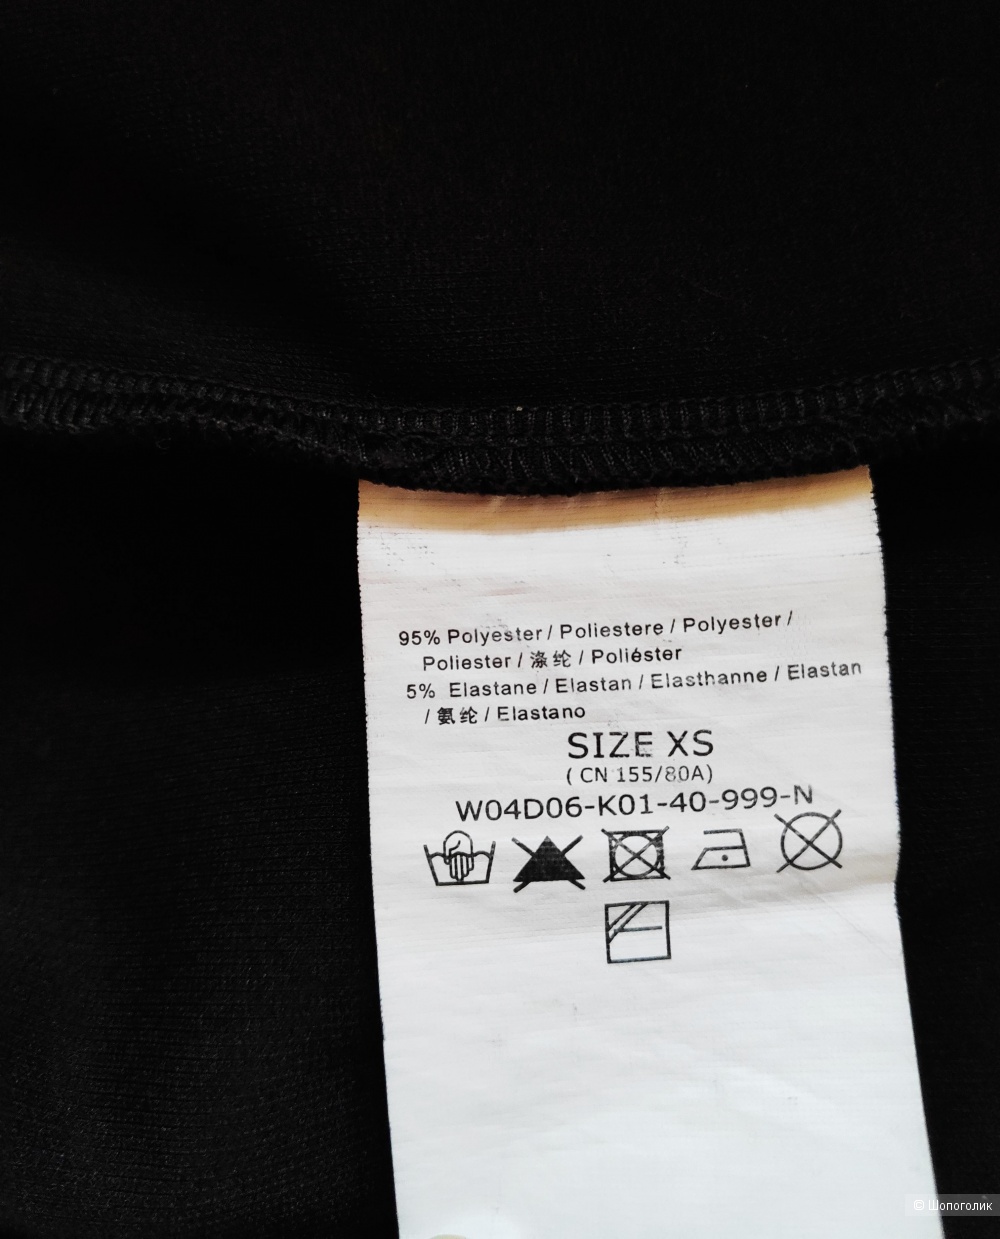 95% Polyester / Poliestere / Polyester /
Poliester / 涤纶 / Poliéster
5% Elastane / Elastan / Elasthanne / Elastan
/ 氨纶 / Elastano
SIZE XS
( CN 155/80A)
W04D06-K01-40-999-N
© Шопоголик